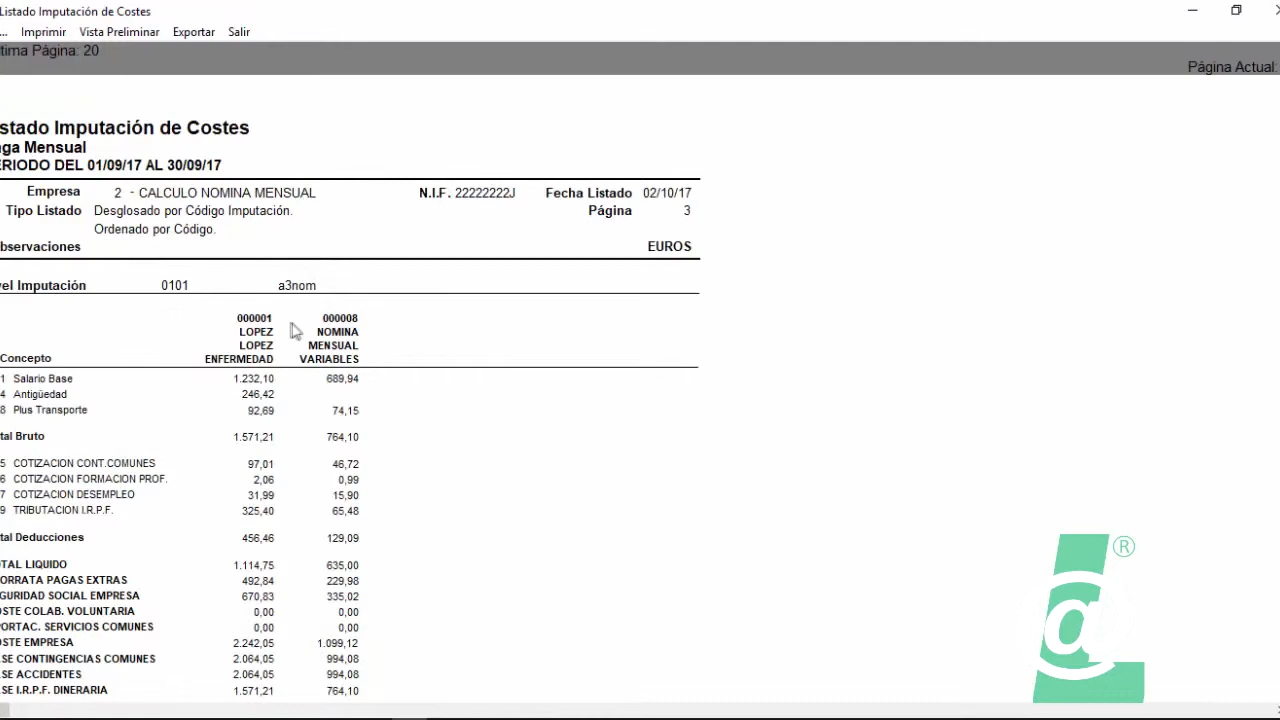 Listado Imputación de Costes
... Imprimir Vista Preliminar Exportar Salir
tima Página: 20
Página Actual:
stado Imputación de Costes
ga Mensual
ERIODO DEL 01/09/17 AL 30/09/17
Empresa 2 - CALCULO NOMINA MENSUAL N.I.F. 22222222J Fecha Listado 02/10/17
Tipo Listado Desglosado por Código Imputación. Página 3
Ordenado por Código.
bservaciones EUROS
vel Imputación 0101 a3nom
000001 000008
LOPEZ NOMINA
LOPEZ MENSUAL
Concepto ENFERMEDAD VARIABLES
1 Salario Base 1.232,10 689,94
4 Antigüedad 246,42
8 Plus Transporte 92,69 74,15
tal Bruto 1.571,21 764,10
5 COTIZACION CONT.COMUNES 97,01 46,72
6 COTIZACION FORMACION PROF. 2,06 0,99
7 COTIZACION DESEMPLEO 31,99 15,90
9 TRIBUTACION I.R.P.F. 325,40 65,48
tal Deducciones 456,46 129,09
OTAL LIQUIDO 1.114,75 635,00
ORRATA PAGAS EXTRAS 492,84 229,98
GURIDAD SOCIAL EMPRESA 670,83 335,02
OSTE COLAB. VOLUNTARIA 0,00 0,00
PORTAC. SERVICIOS COMUNES 0,00 0,00
OSTE EMPRESA 2.242,05 1.099,12
SE CONTINGENCIAS COMUNES 2.064,05 994,08
SE ACCIDENTES 2.064,05 994,08
SE I.R.P.F. DINERARIA 1.571,21 764,10
@ ®